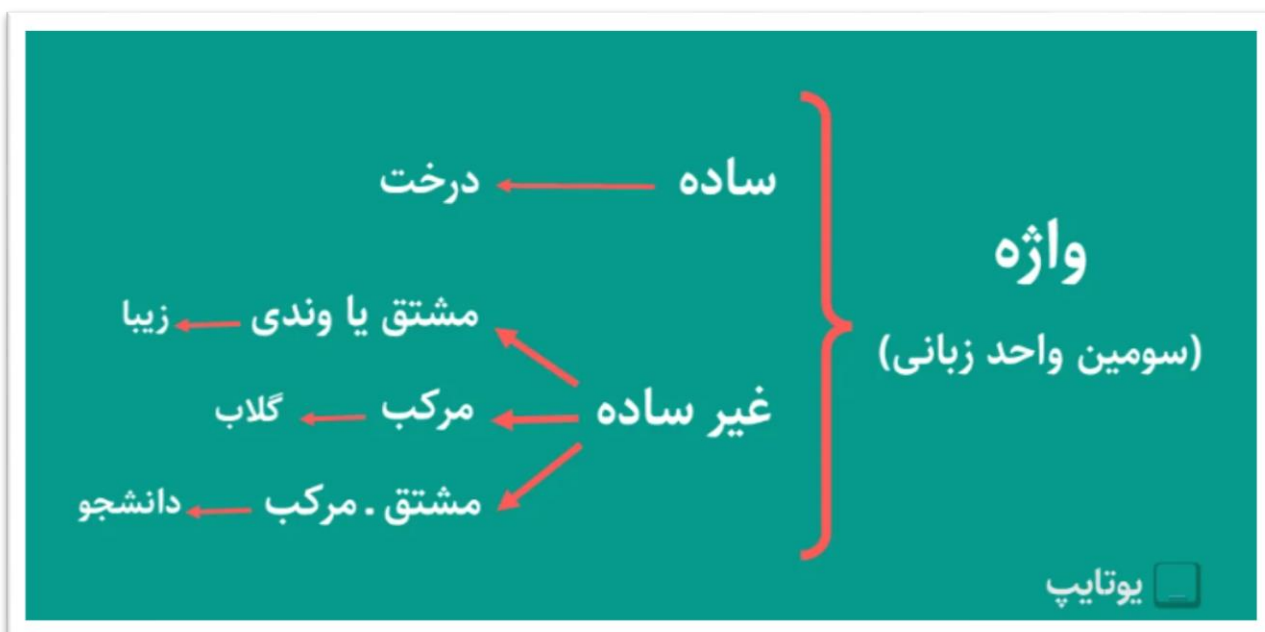 واژه
(سومین واحد زبانی)
ساده
درخت
غیر ساده
مشتق یا وندی
زیبا
مرکب
گلاب
مشتق ـ مرکب
دانشجو
یوتایپ